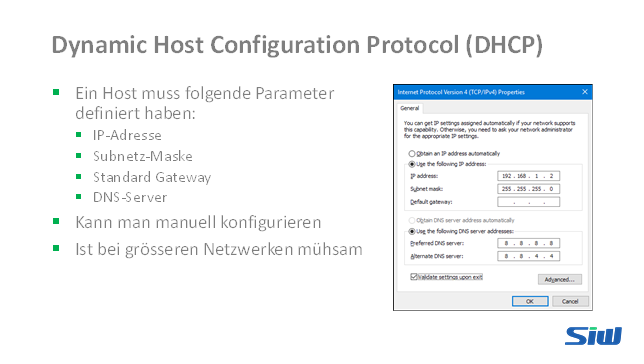 Dynamic Host Configuration Protocol (DHCP)
Ein Host muss folgende Parameter
definiert haben:
IP-Adresse
Subnetz-Maske
Standard Gateway
DNS-Server
Kann man manuell konfigurieren
Ist bei grösseren Netzwerken mühsam
Internet Protocol Version 4 (TCP/IPv4) Properties
General
You can get IP settings assigned automatically if your network supports
this capability. Otherwise, you need to ask your network administrator
for the appropriate IP settings.
Obtain an IP address automatically
Use the following IP address:
IP address: 192 . 168 . 1 . 2
Subnet mask: 255 . 255 . 255 . 0
Default gateway: . . .
Obtain DNS server address automatically
Use the following DNS server addresses:
Preferred DNS server: 8 . 8 . 8 . 8
Alternate DNS server: 8 . 8 . 4 . 4
Validate settings upon exit
Advanced...
OK Cancel
SiW